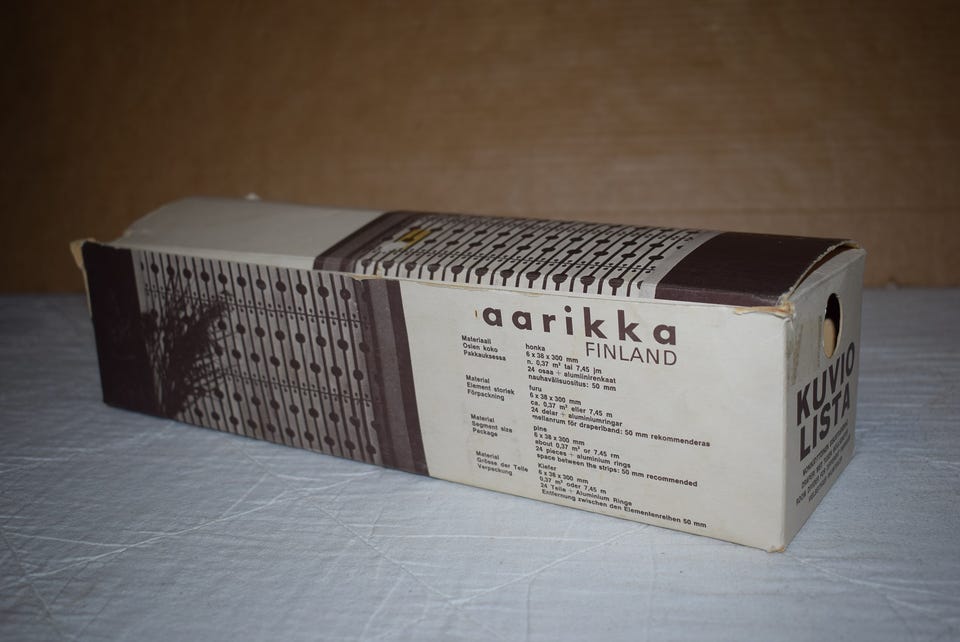 aarikka
FINLAND
Materiaali honka
Osien koko 6 x 38 x 300 mm
Pakkauksessa n. 0,37 m² tai 7,45 jm
24 osaa + alumiinirenkaat
nauhavälisuositus: 50 mm
Material furu
Element storlek 6 x 38 x 300 mm
Förpackning ca. 0,37 m² eller 7,45 m
24 delar + aluminiumringar
mellanrum för draperiband: 50 mm rekommenderas
Material pine
Segment size 6 x 38 x 300 mm
Package about 0,37 m² or 7,45 rm
24 pieces + aluminium rings
space between the strips: 50 mm recommended
Material Kiefer
Grösse der Teile 6 x 38 x 300 mm
Verpackung 0,37 m² oder 7,45 m
24 Teile + Aluminium Ringe
Entfernung zwischen den Elementenreihen 50 mm
KUVIO
LISTA